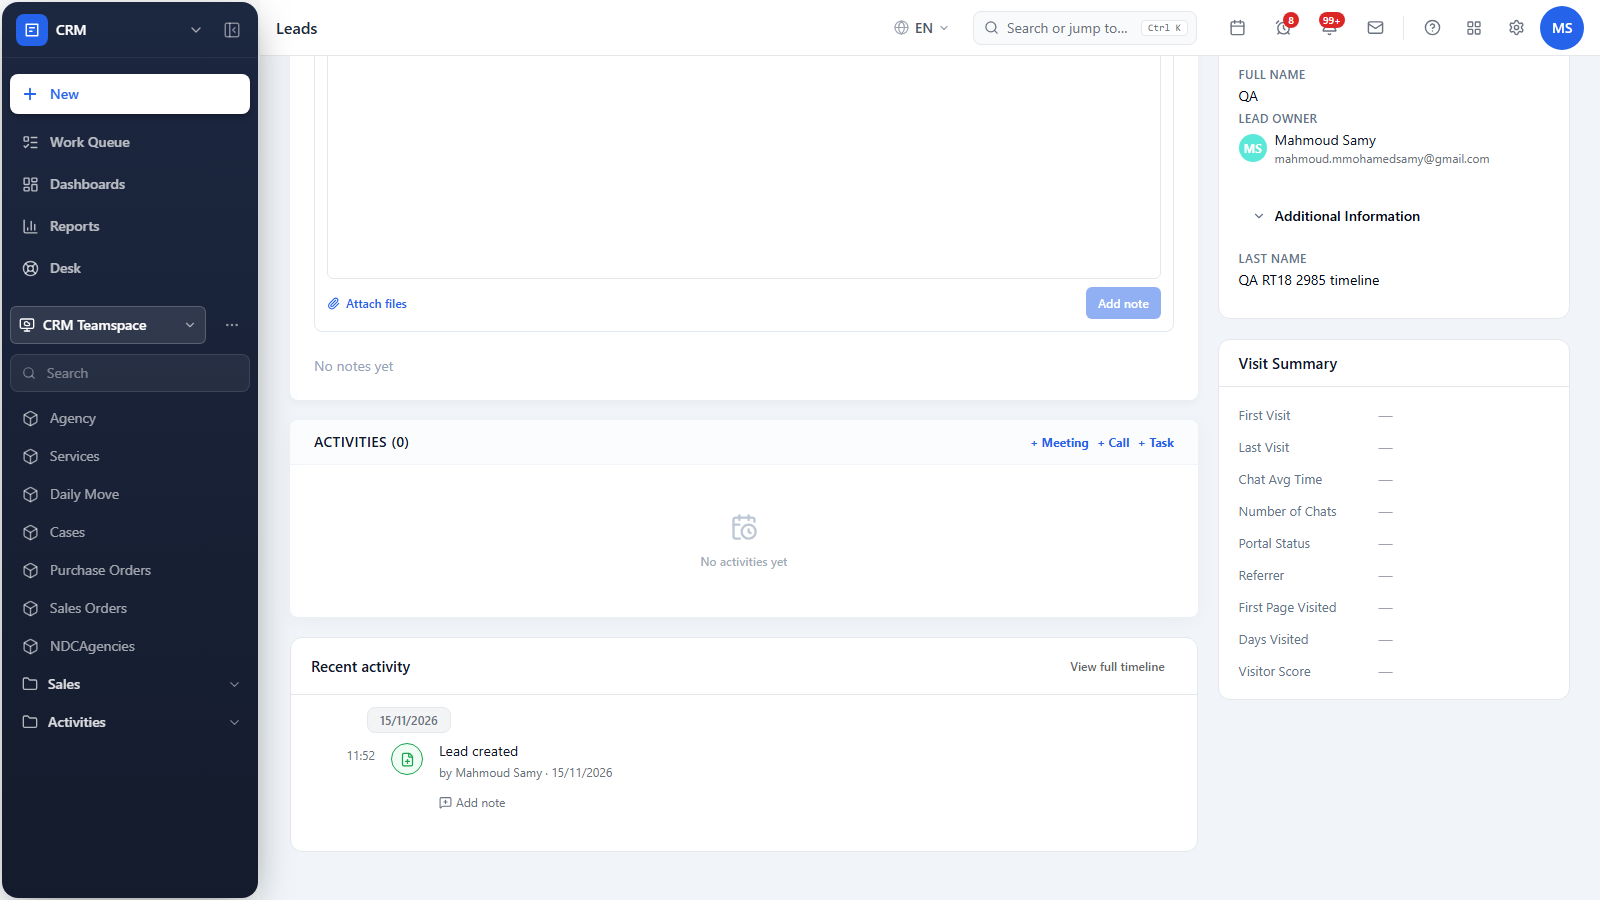 CRM
Leads
EN
Search or jump to...
Ctrl K
8
99+
MS
New
Work Queue
Dashboards
Reports
Desk
CRM Teamspace
Search
Agency
Services
Daily Move
Cases
Purchase Orders
Sales Orders
NDCAgencies
Sales
Activities
Attach files
Add note
No notes yet
ACTIVITIES (0)
+ Meeting + Call + Task
No activities yet
Recent activity
View full timeline
15/11/2026
11:52
Lead created
by Mahmoud Samy · 15/11/2026
Add note
FULL NAME
QA
LEAD OWNER
MS
Mahmoud Samy
mahmoud.mmohamedsamy@gmail.com
Additional Information
LAST NAME
QA RT18 2985 timeline
Visit Summary
First Visit —
Last Visit —
Chat Avg Time —
Number of Chats —
Portal Status —
Referrer —
First Page Visited —
Days Visited —
Visitor Score —